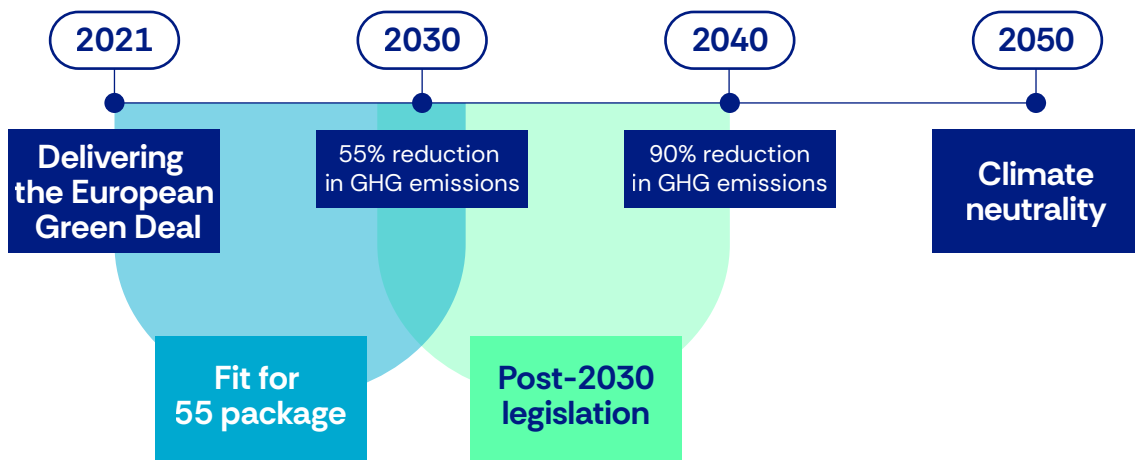 2021
2030
2040
2050
Delivering
the European
Green Deal
55% reduction
in GHG emissions
90% reduction
in GHG emissions
Climate
neutrality
Fit for
55 package
Post-2030
legislation